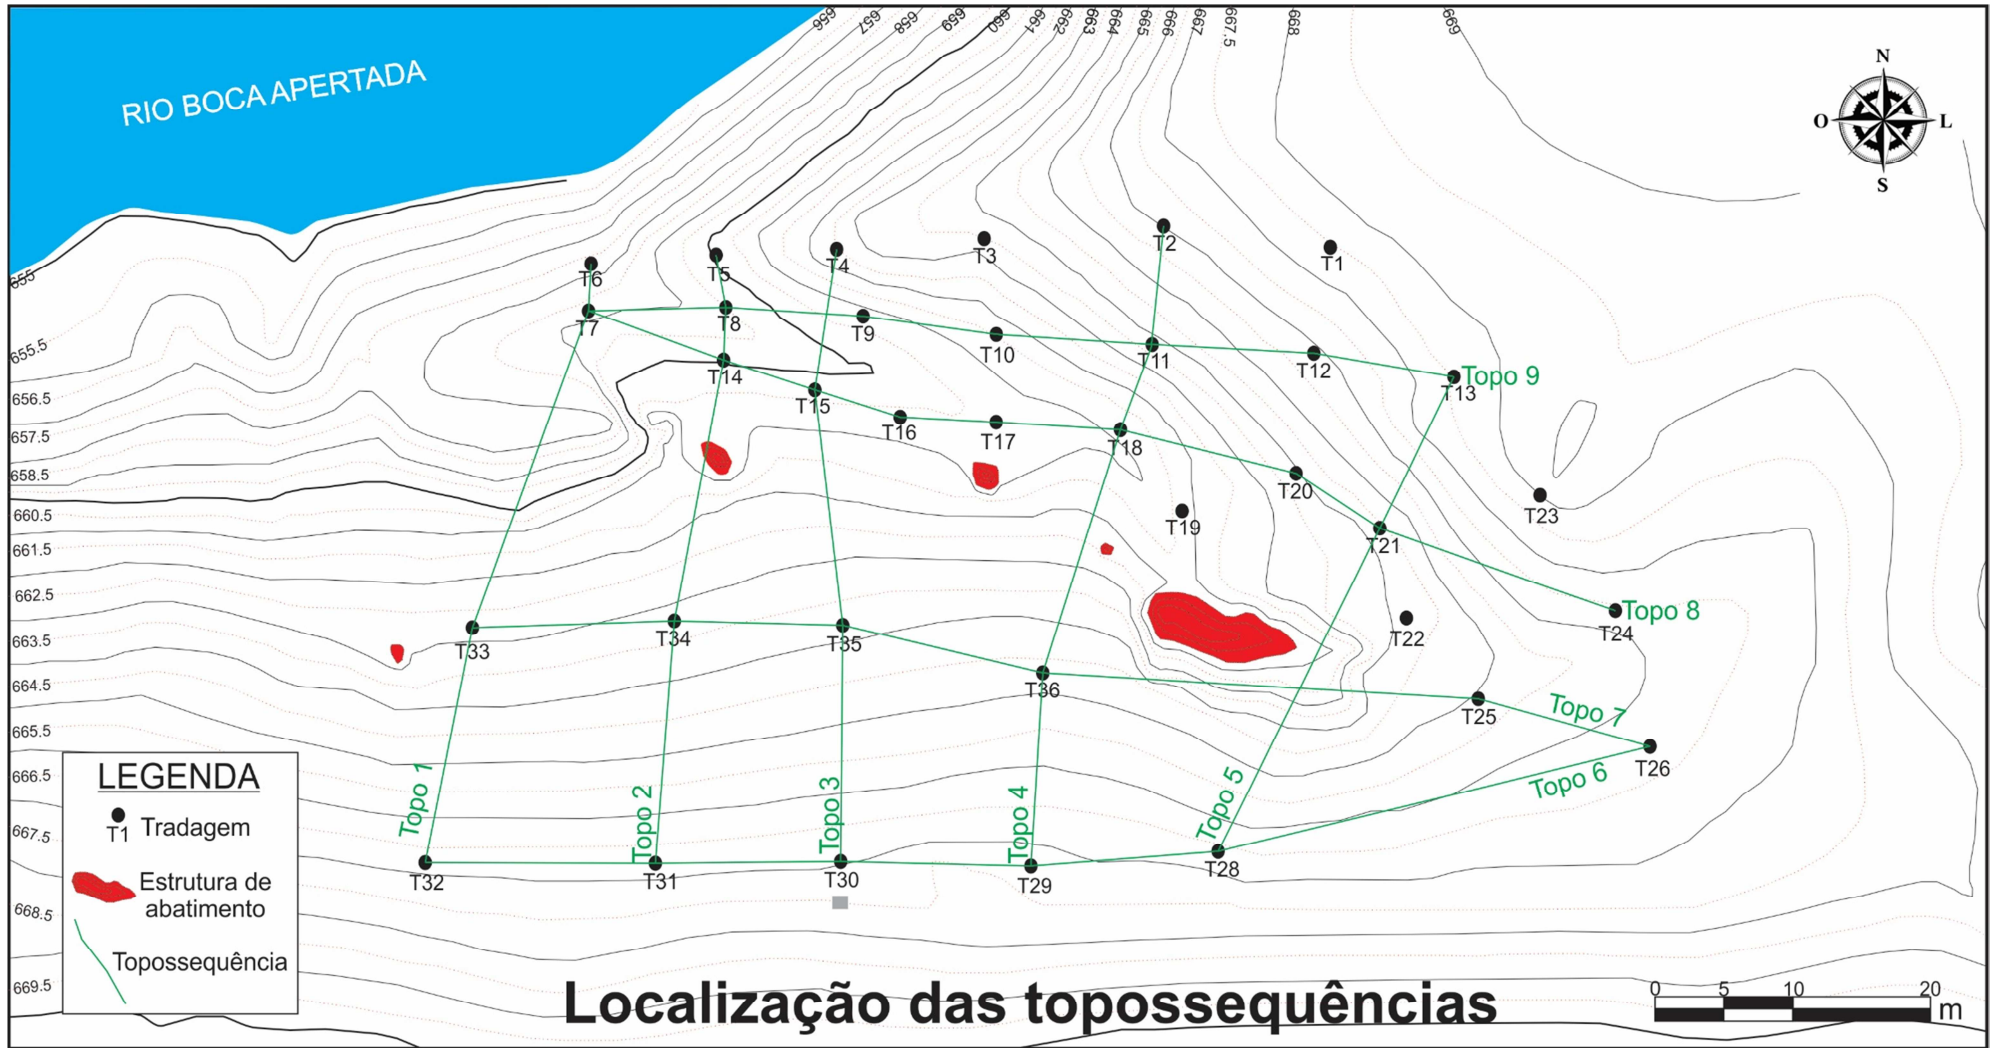 656 657 658 659 660 661 662 663 664 665 666 667 667.5 668 669
RIO BOCA APERTADA
N
O L
S
655
T6 T5 T4 T3 T2 T1
T7 T8 T9 T10 T11 T12 T13 Topo 9
655.5
T14 T15 T16 T17 T18
656.5
657.5
658.5
T20 T23
660.5
T19 T21
661.5
662.5
Topo 8
T33 T34 T35 T22 T24
663.5
664.5
T36 T25 Topo 7
665.5
T26
666.5
Topo 1 Topo 2 Topo 3 Topo 4 Topo 5 Topo 6
667.5
T32 T31 T30 T29 T28
668.5
669.5
LEGENDA
T1 Tradagem
Estrutura de
abatimento
Topossequência
Localização das topossequências
0 5 10 20
m